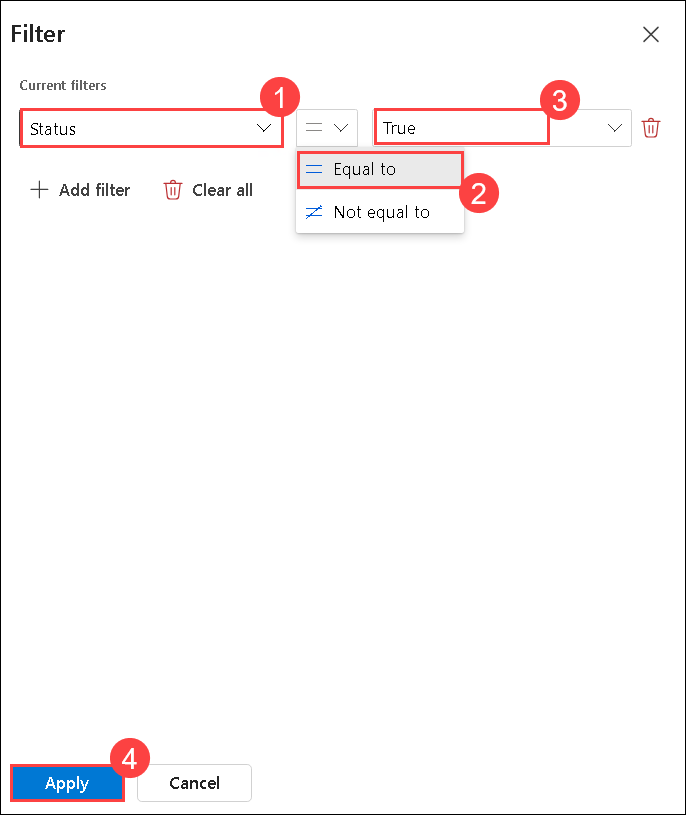 Filter
Current filters
1
3
Status
True
Equal to
2
Add filter
Clear all
Not equal to
4
Apply
Cancel